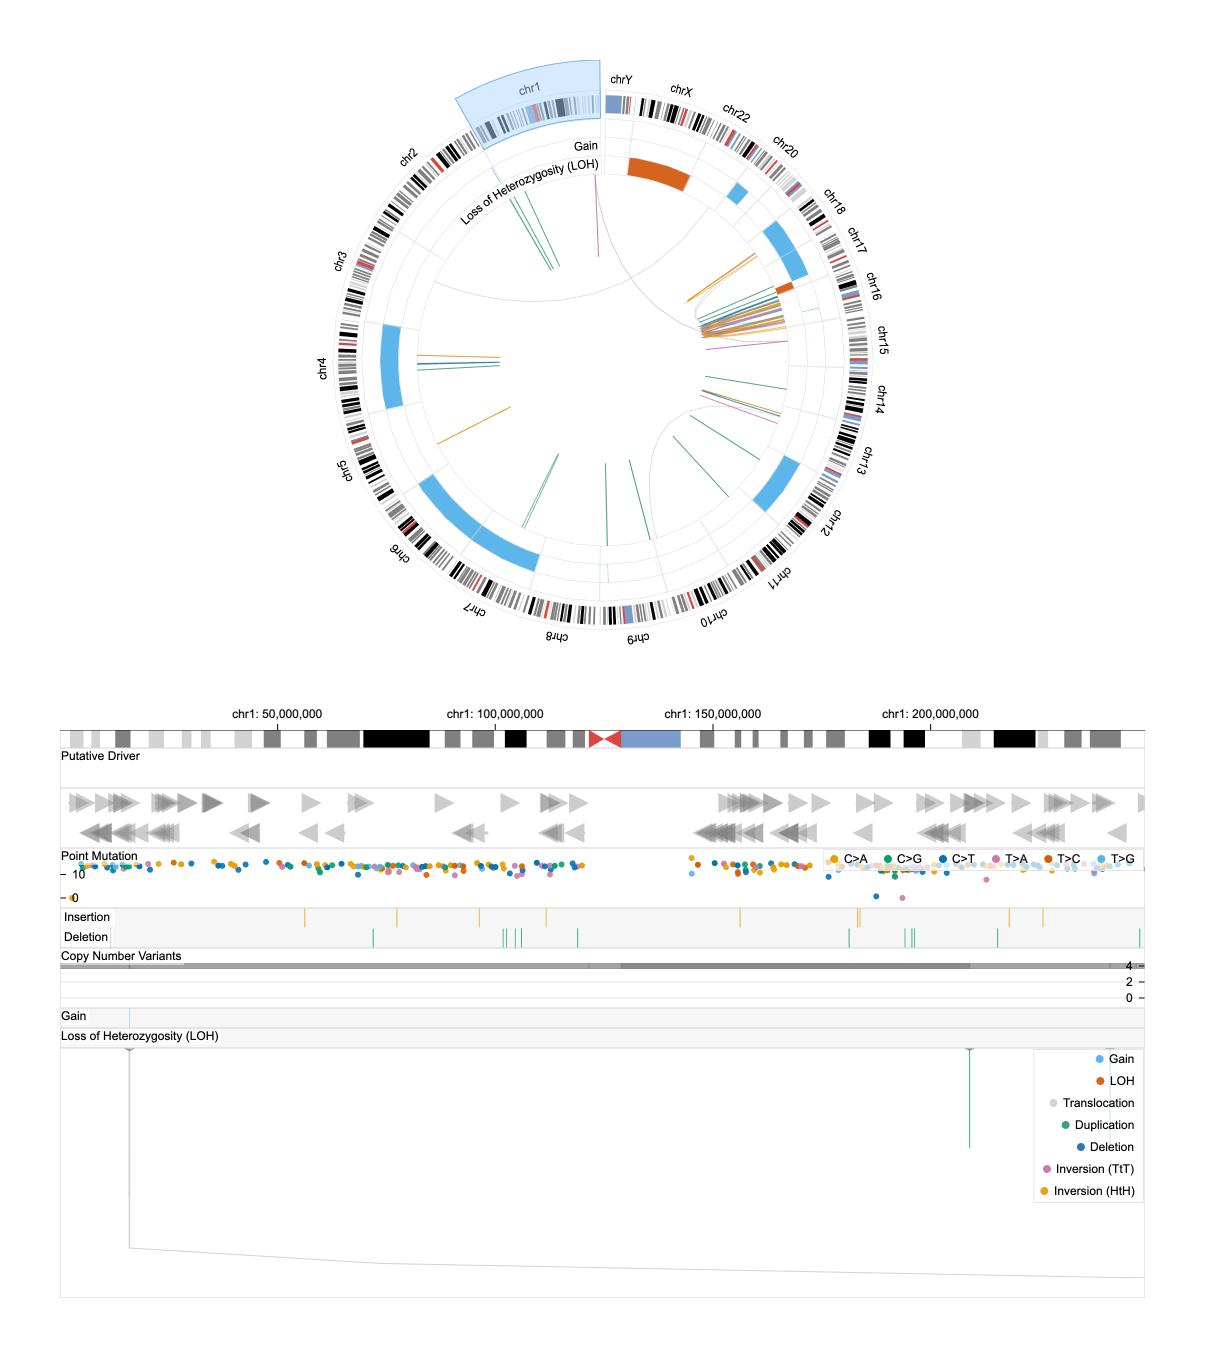 chr1
chrY
chrX
chr22
chr20
chr18
chr17
chr16
chr15
chr14
chr13
chr12
chr11
chr10
chr9
chr8
chr7
chr6
chr5
chr4
chr3
chr2
Gain
Loss of Heterozygosity (LOH)
chr1: 50,000,000 chr1: 100,000,000 chr1: 150,000,000 chr1: 200,000,000
Putative Driver
Point Mutation
C>A C>G C>T T>A T>C T>G
10
0
Insertion
Deletion
Copy Number Variants
4
2
0
Gain
Loss of Heterozygosity (LOH)
Gain
LOH
Translocation
Duplication
Deletion
Inversion (TtT)
Inversion (HtH)